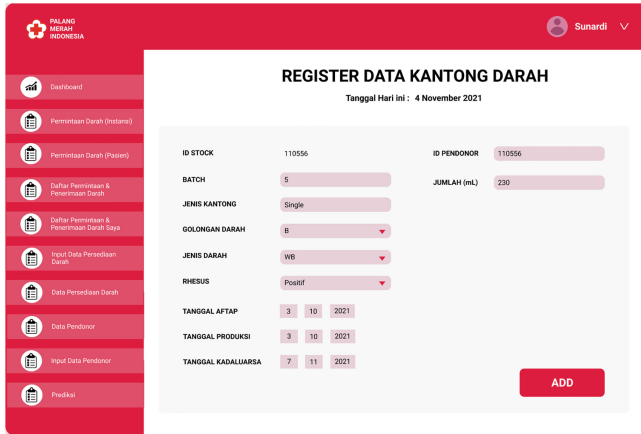 PALANG
MERAH
INDONESIA
Sunardi
Dashboard
Permintaan Darah (Instansi)
Permintaan Darah (Pasien)
Daftar Permintaan &
Penerimaan Darah
Daftar Permintaan &
Penerimaan Darah Saya
Input Data Persediaan
Darah
Data Persediaan Darah
Data Pendonor
Input Data Pendonor
Prediksi
REGISTER DATA KANTONG DARAH
Tanggal Hari ini : 4 November 2021
ID STOCK 110556
BATCH 5
JENIS KANTONG Single
GOLONGAN DARAH B
JENIS DARAH WB
RHESUS Positif
TANGGAL AFTAP 3 10 2021
TANGGAL PRODUKSI 3 10 2021
TANGGAL KADALUARSA 7 11 2021
ID PENDONOR 110556
JUMLAH (mL) 230
ADD